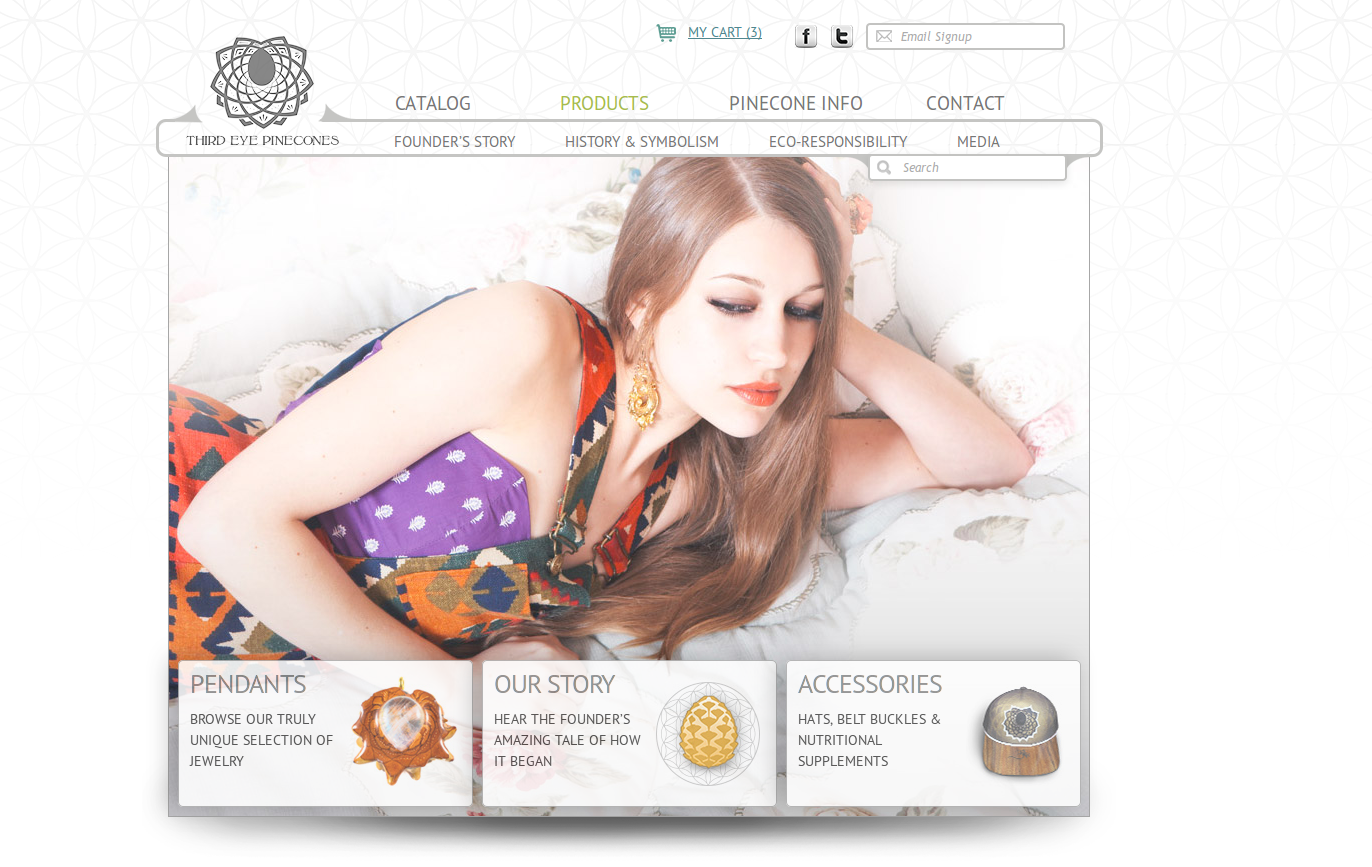 MY CART (3)
f
t
Email Signup
CATALOG
PRODUCTS
PINECONE INFO
CONTACT
THIRD EYE PINECONES
FOUNDER'S STORY
HISTORY & SYMBOLISM
ECO-RESPONSIBILITY
MEDIA
Search
PENDANTS
BROWSE OUR TRULY
UNIQUE SELECTION OF
JEWELRY
OUR STORY
HEAR THE FOUNDER'S
AMAZING TALE OF HOW
IT BEGAN
ACCESSORIES
HATS, BELT BUCKLES &
NUTRITIONAL
SUPPLEMENTS